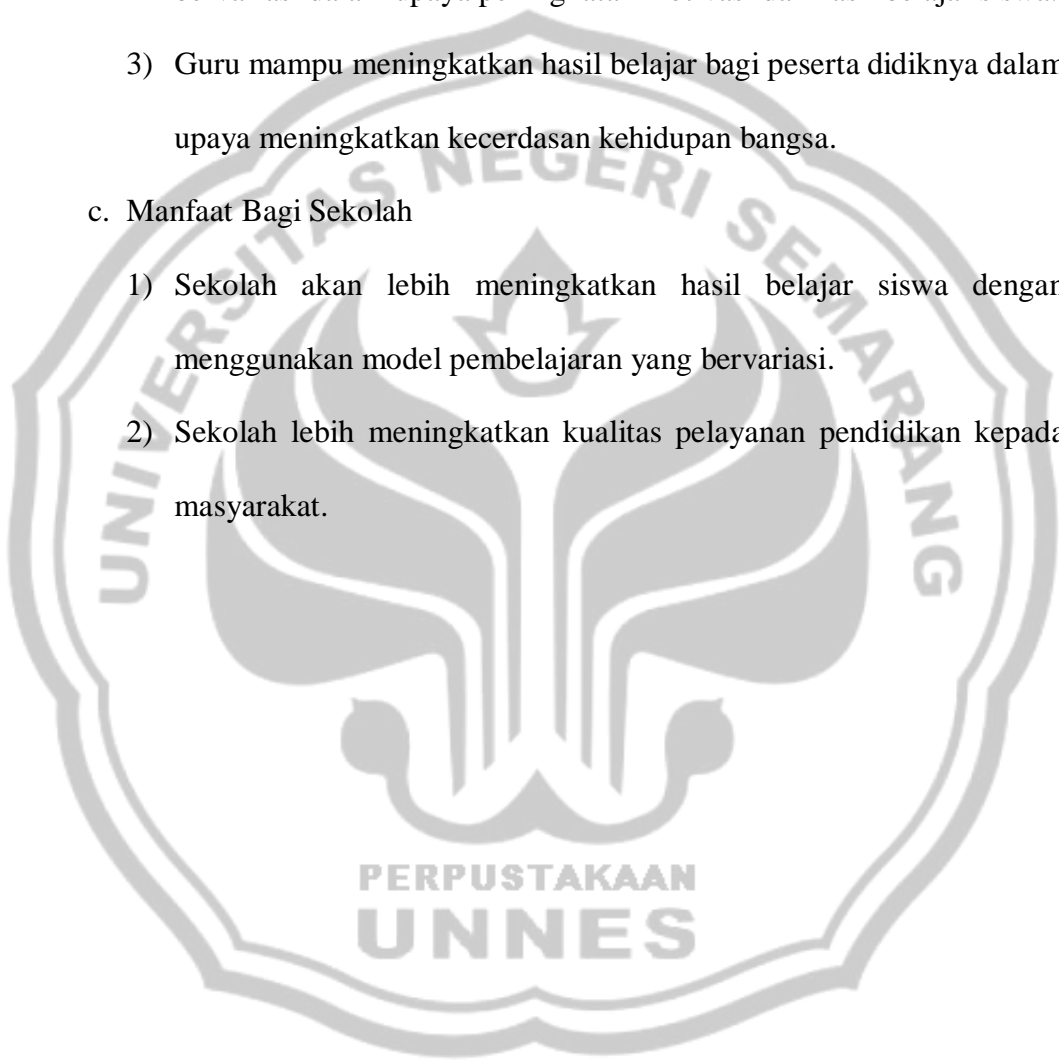 3) Guru mampu meningkatkan hasil belajar bagi peserta didiknya dalam
upaya meningkatkan kecerdasan kehidupan bangsa.
c. Manfaat Bagi Sekolah
1) Sekolah akan lebih meningkatkan hasil belajar siswa dengan
menggunakan model pembelajaran yang bervariasi.
2) Sekolah lebih meningkatkan kualitas pelayanan pendidikan kepada
masyarakat.
UNIVERSITAS NEGERI SEMARANG
PERPUSTAKAAN
UNNES